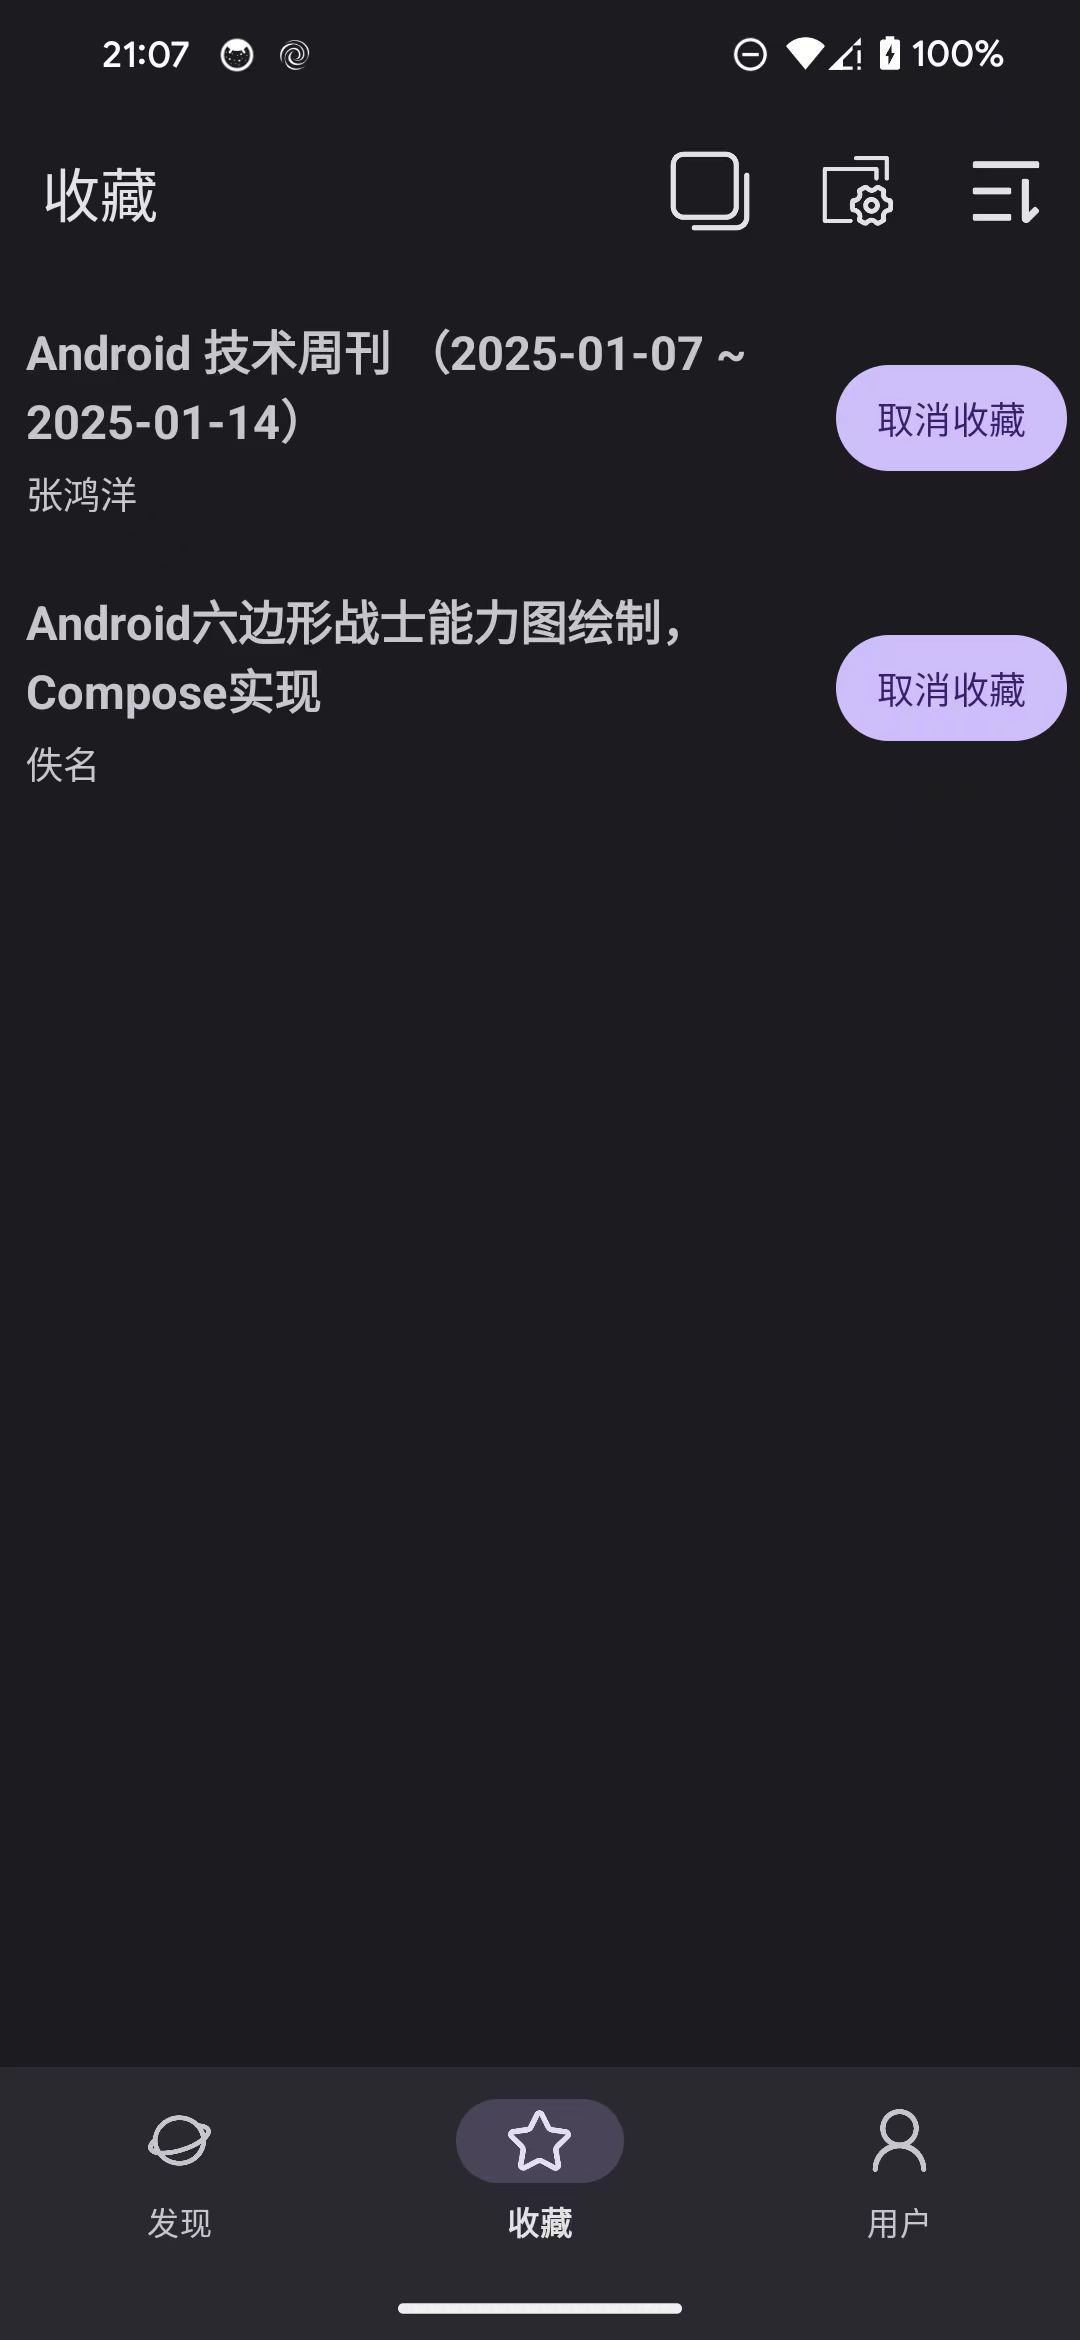 21:07
100%
收藏
Android 技术周刊 （2025-01-07 ~
2025-01-14）
张鸿洋
取消收藏
Android六边形战士能力图绘制，
Compose实现
佚名
取消收藏
发现
收藏
用户